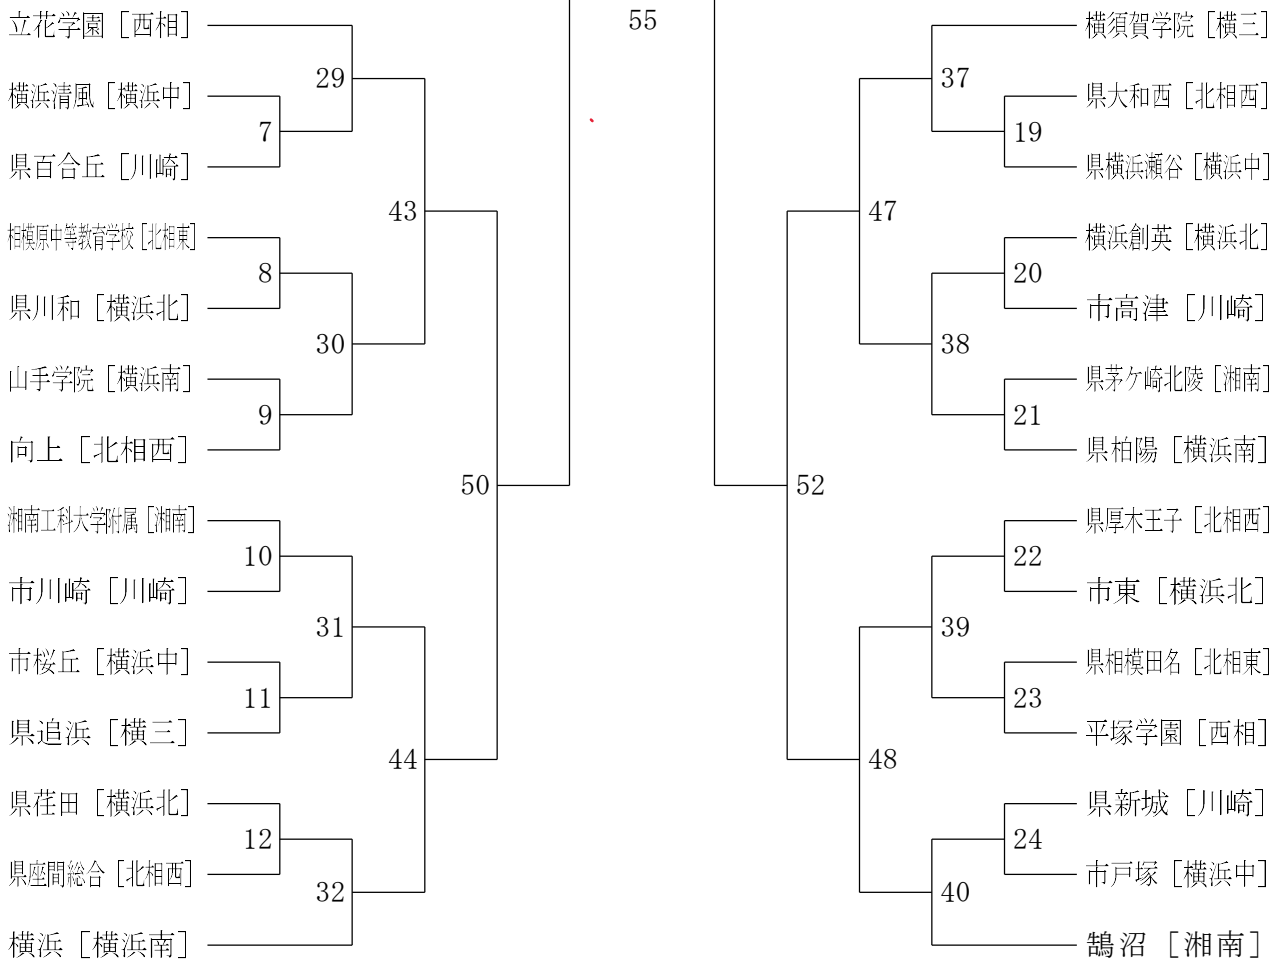 55
立花学園［西相］
29
横浜清風［横浜中］
7
県百合丘［川崎］
43
相模原中等教育学校［北相東］
8
県川和［横浜北］
30
山手学院［横浜南］
9
向上［北相西］
50
湘南工科大学附属［湘南］
10
市川崎［川崎］
31
市桜丘［横浜中］
11
県追浜［横三］
44
県荏田［横浜北］
12
県座間総合［北相西］
32
横浜［横浜南］
横須賀学院［横三］
37
県大和西［北相西］
19
県横浜瀬谷［横浜中］
47
横浜創英［横浜北］
20
市高津［川崎］
38
県茅ケ崎北陵［湘南］
21
県柏陽［横浜南］
52
県厚木王子［北相西］
22
市東［横浜北］
39
県相模田名［北相東］
23
平塚学園［西相］
48
県新城［川崎］
24
市戸塚［横浜中］
40
鵠沼［湘南］